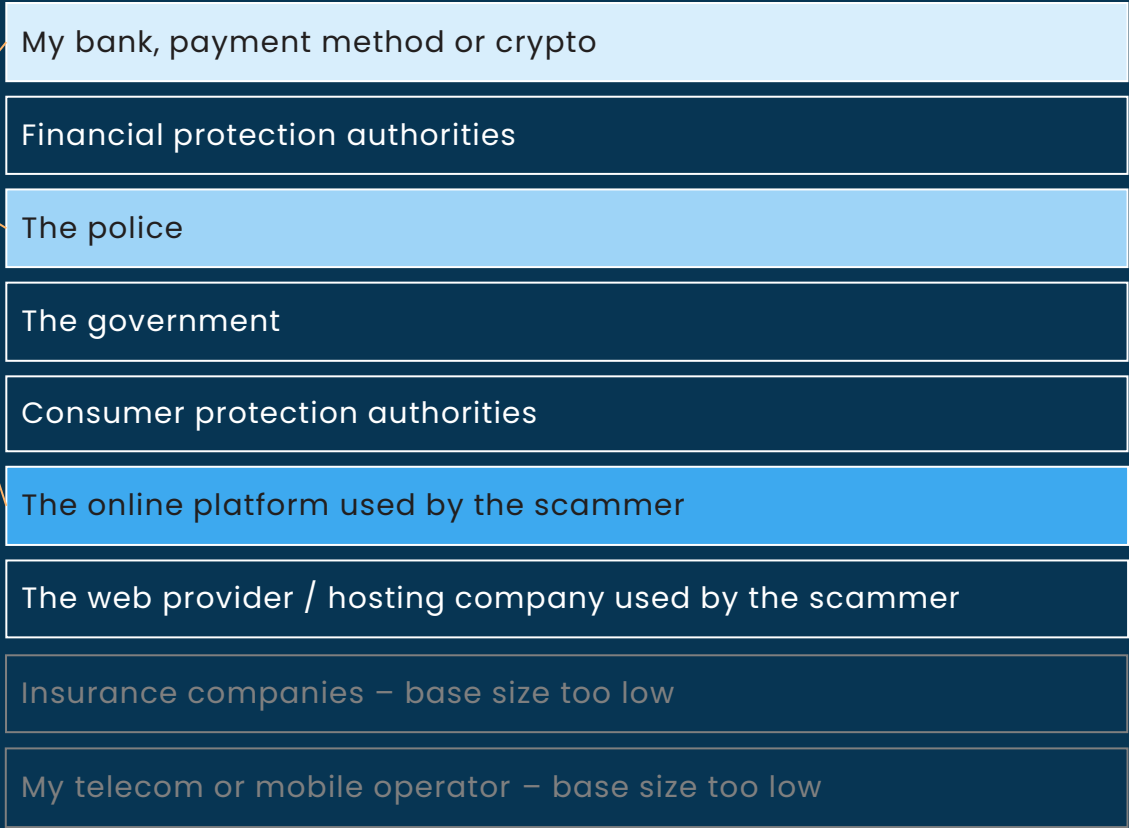 My bank, payment method or crypto
Financial protection authorities
The police
The government
Consumer protection authorities
The online platform used by the scammer
The web provider / hosting company used by the scammer
Insurance companies – base size too low
My telecom or mobile operator – base size too low